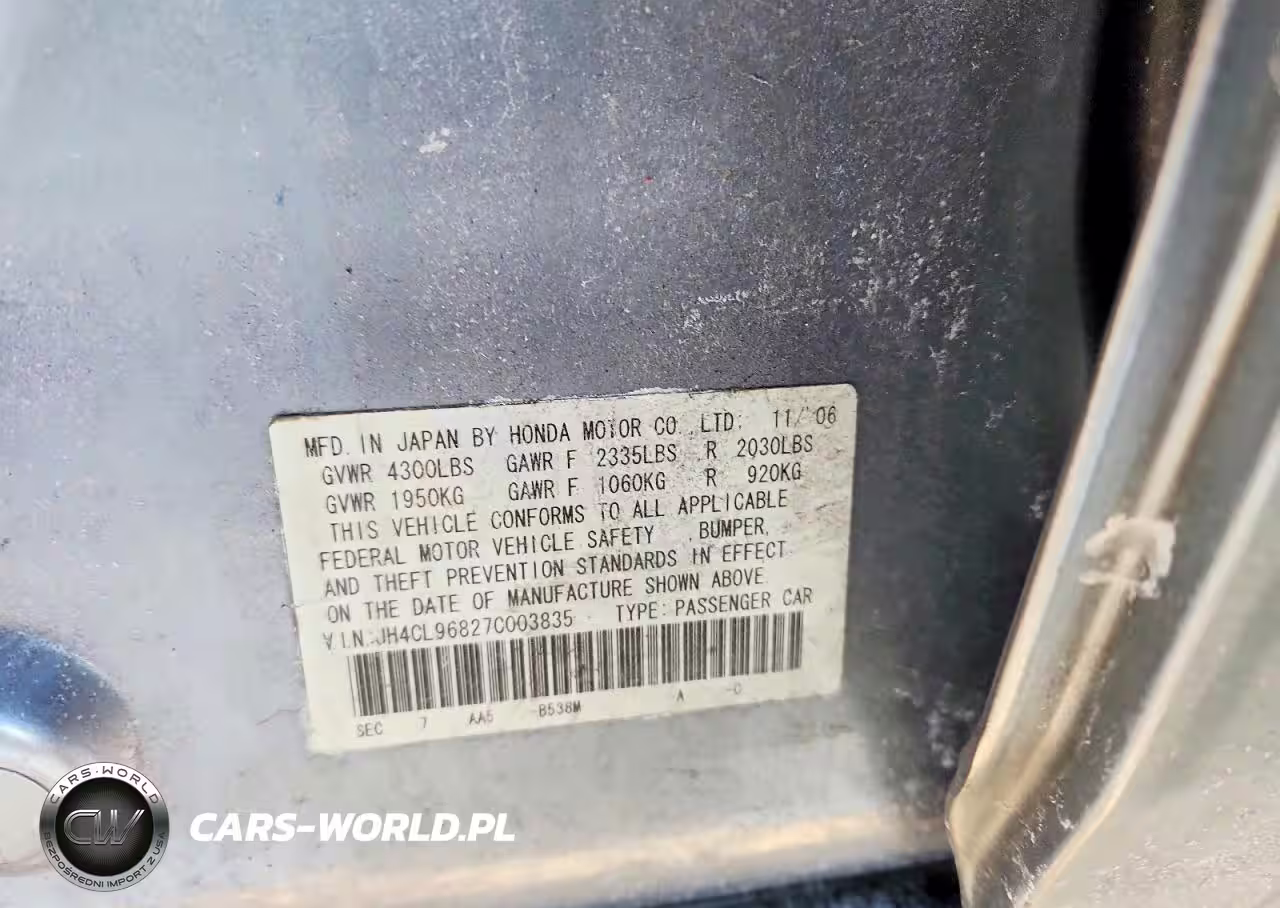 MFD. IN JAPAN BY HONDA MOTOR CO.,LTD. 11/'06
GVWR 4300LBS GAWR F 2335LBS R 2030LBS
GVWR 1950KG GAWR F 1060KG R 920KG
THIS VEHICLE CONFORMS TO ALL APPLICABLE
FEDERAL MOTOR VEHICLE SAFETY , BUMPER,
AND THEFT PREVENTION STANDARDS IN EFFECT
ON THE DATE OF MANUFACTURE SHOWN ABOVE.
V.I.N.:JH4CL96827C003835 TYPE:PASSENGER CAR
SEC 7 AA5 -B538M A -C
CARS-WORLD
CW
BEZPOŚREDNI IMPORT Z USA
CARS-WORLD.PL